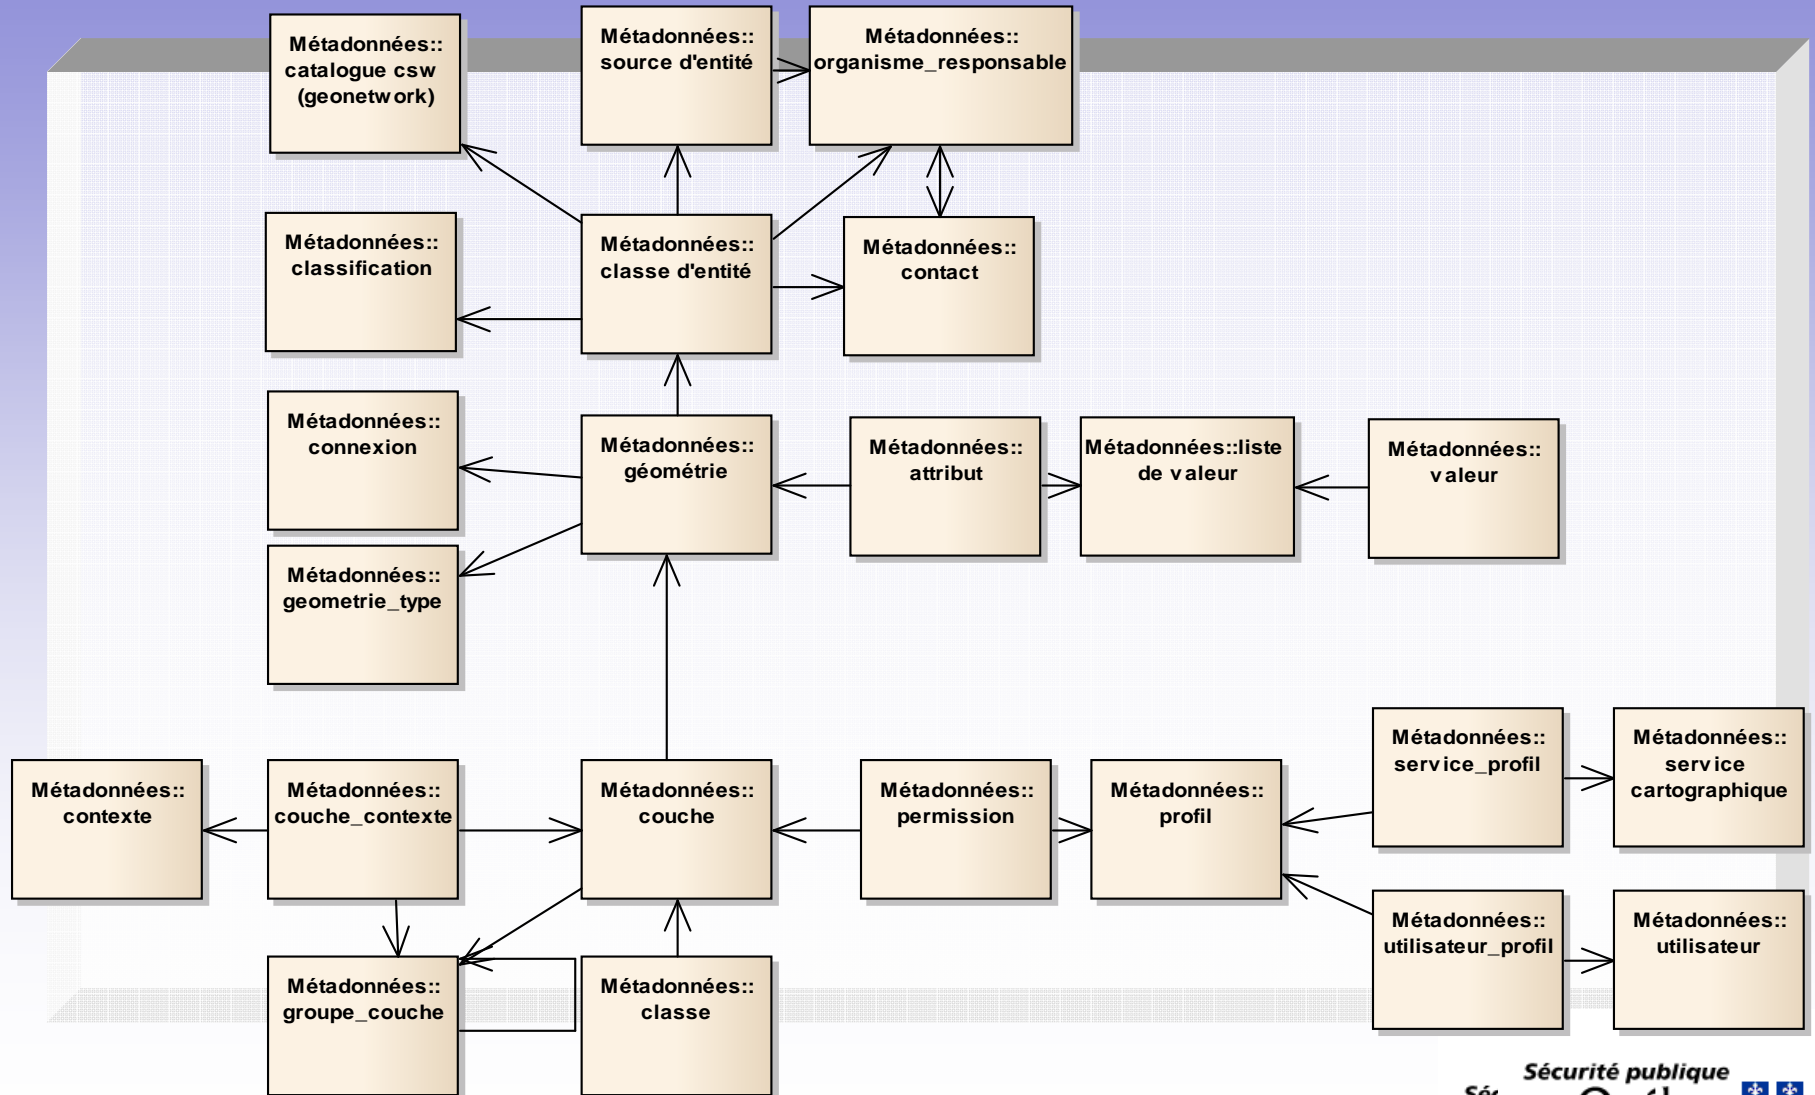 Métadonnées::
catalogue csw
(geonetwork)
Métadonnées::
source d'entité
Métadonnées::
organisme_responsable
Métadonnées::
classification
Métadonnées::
classe d'entité
Métadonnées::
contact
Métadonnées::
connexion
Métadonnées::
géométrie
Métadonnées::
attribut
Métadonnées::liste
de valeur
Métadonnées::
valeur
Métadonnées::
geometrie_type
Métadonnées::
contexte
Métadonnées::
couche_contexte
Métadonnées::
couche
Métadonnées::
permission
Métadonnées::
profil
Métadonnées::
service_profil
Métadonnées::
service
cartographique
Métadonnées::
groupe_couche
Métadonnées::
classe
Métadonnées::
utilisateur_profil
Métadonnées::
utilisateur
Sécurité publique